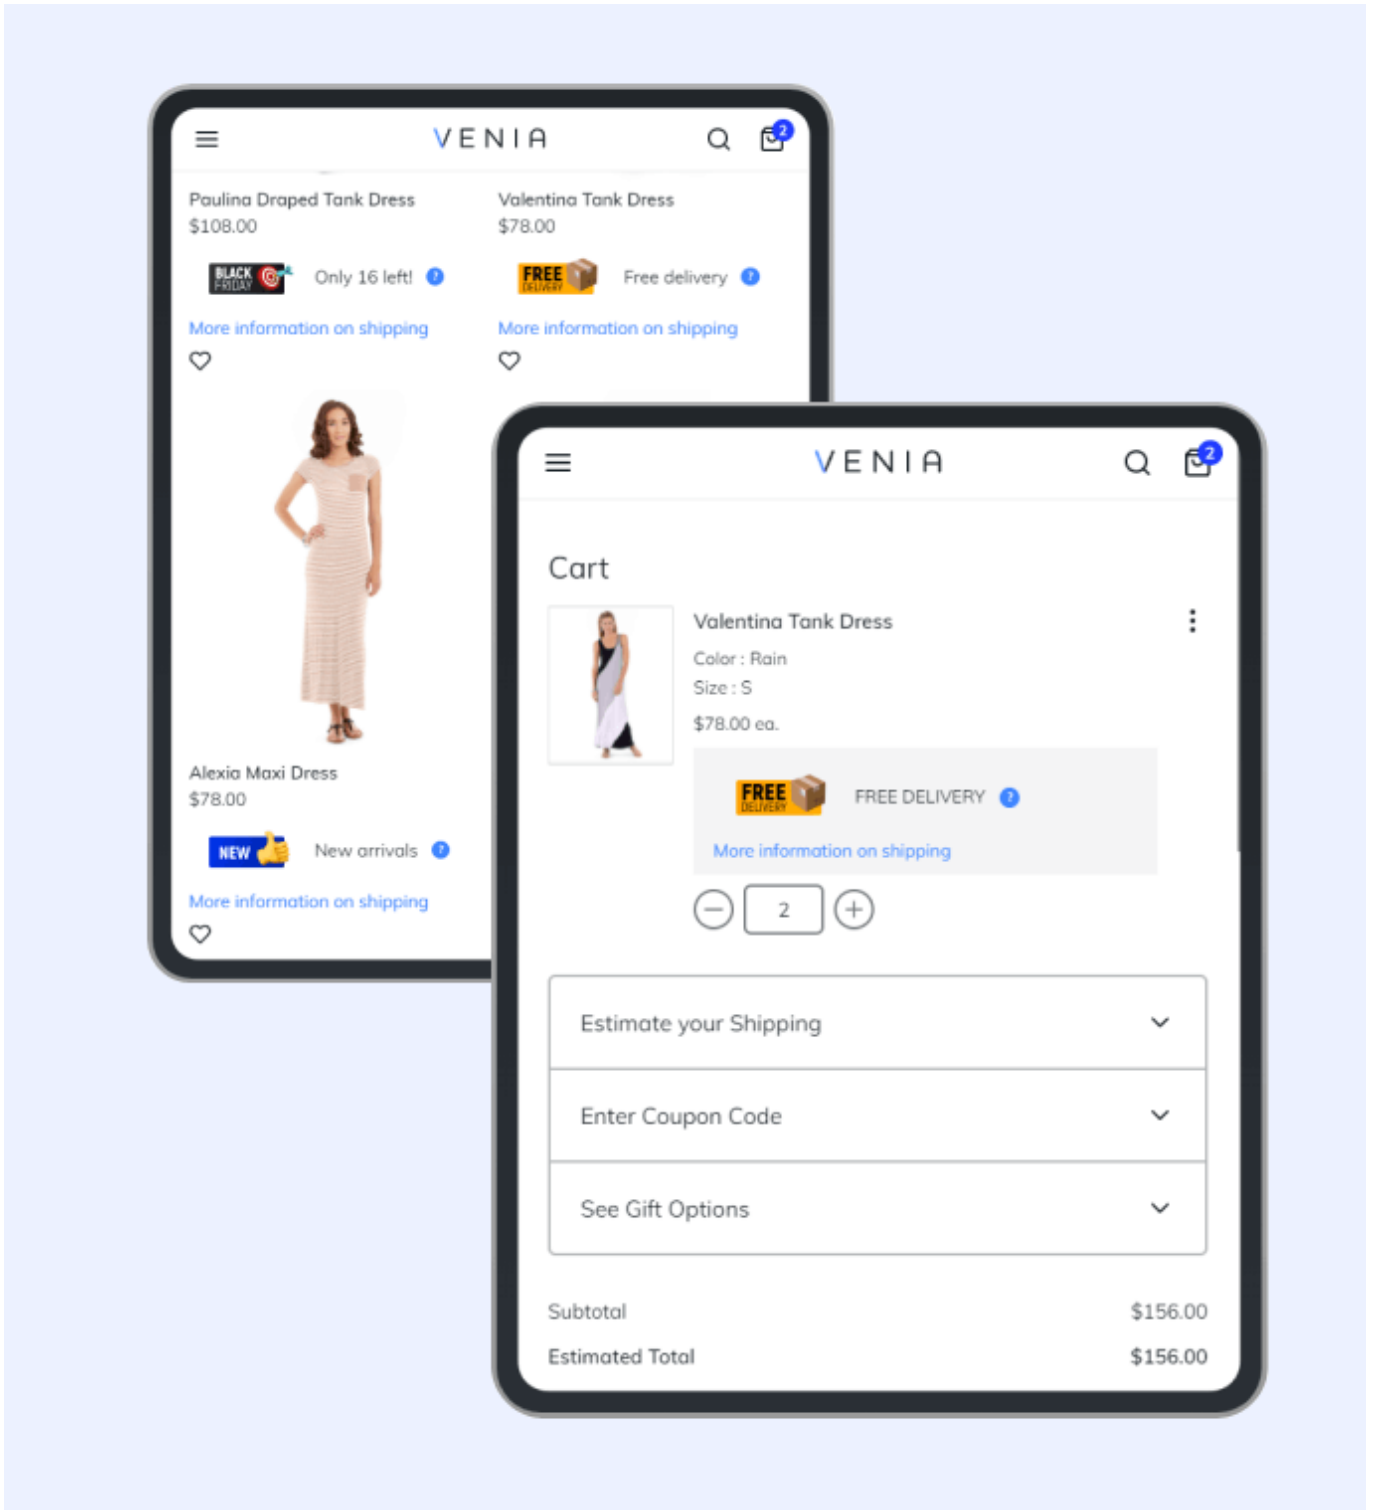 VENIA
2
Paulina Draped Tank Dress
$108.00
BLACK
FRIDAY
Only 16 left!
?
More information on shipping
Valentina Tank Dress
$78.00
FREE
DELIVERY
Free delivery
?
More information on shipping
Alexia Maxi Dress
$78.00
NEW
New arrivals
?
More information on shipping
VENIA
2
Cart
Valentina Tank Dress
Color : Rain
Size : S
$78.00 ea.
FREE
DELIVERY
FREE DELIVERY
?
More information on shipping
2
Estimate your Shipping
Enter Coupon Code
See Gift Options
Subtotal $156.00
Estimated Total $156.00